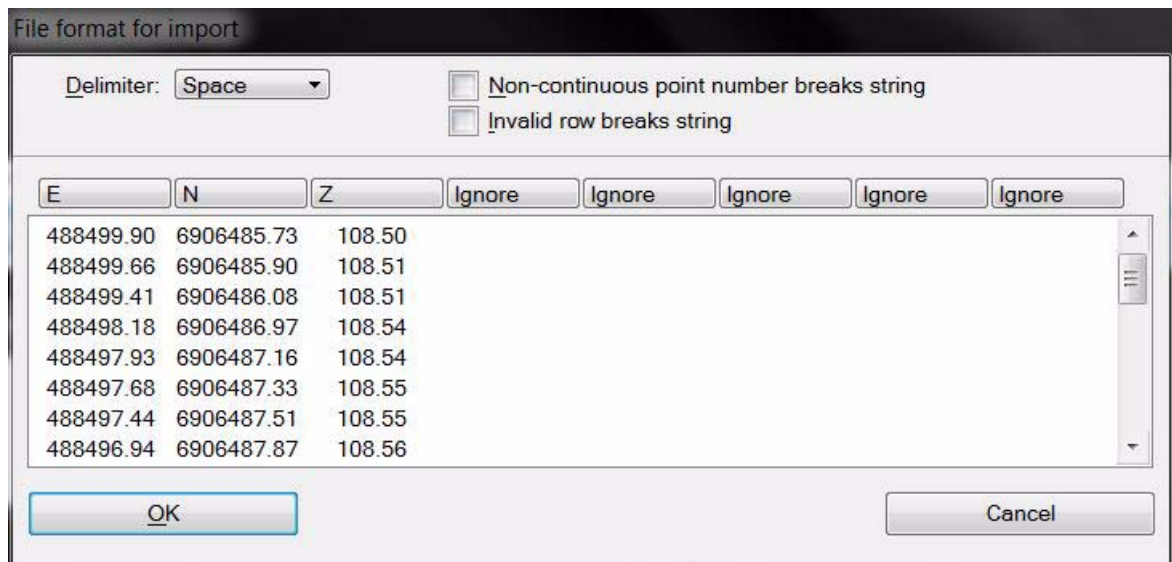 File format for import
Delimiter: Space
Non-continuous point number breaks string
Invalid row breaks string
E N Z Ignore Ignore Ignore Ignore Ignore
488499.90 6906485.73 108.50
488499.66 6906485.90 108.51
488499.41 6906486.08 108.51
488498.18 6906486.97 108.54
488497.93 6906487.16 108.54
488497.68 6906487.33 108.55
488497.44 6906487.51 108.55
488496.94 6906487.87 108.56
OK Cancel